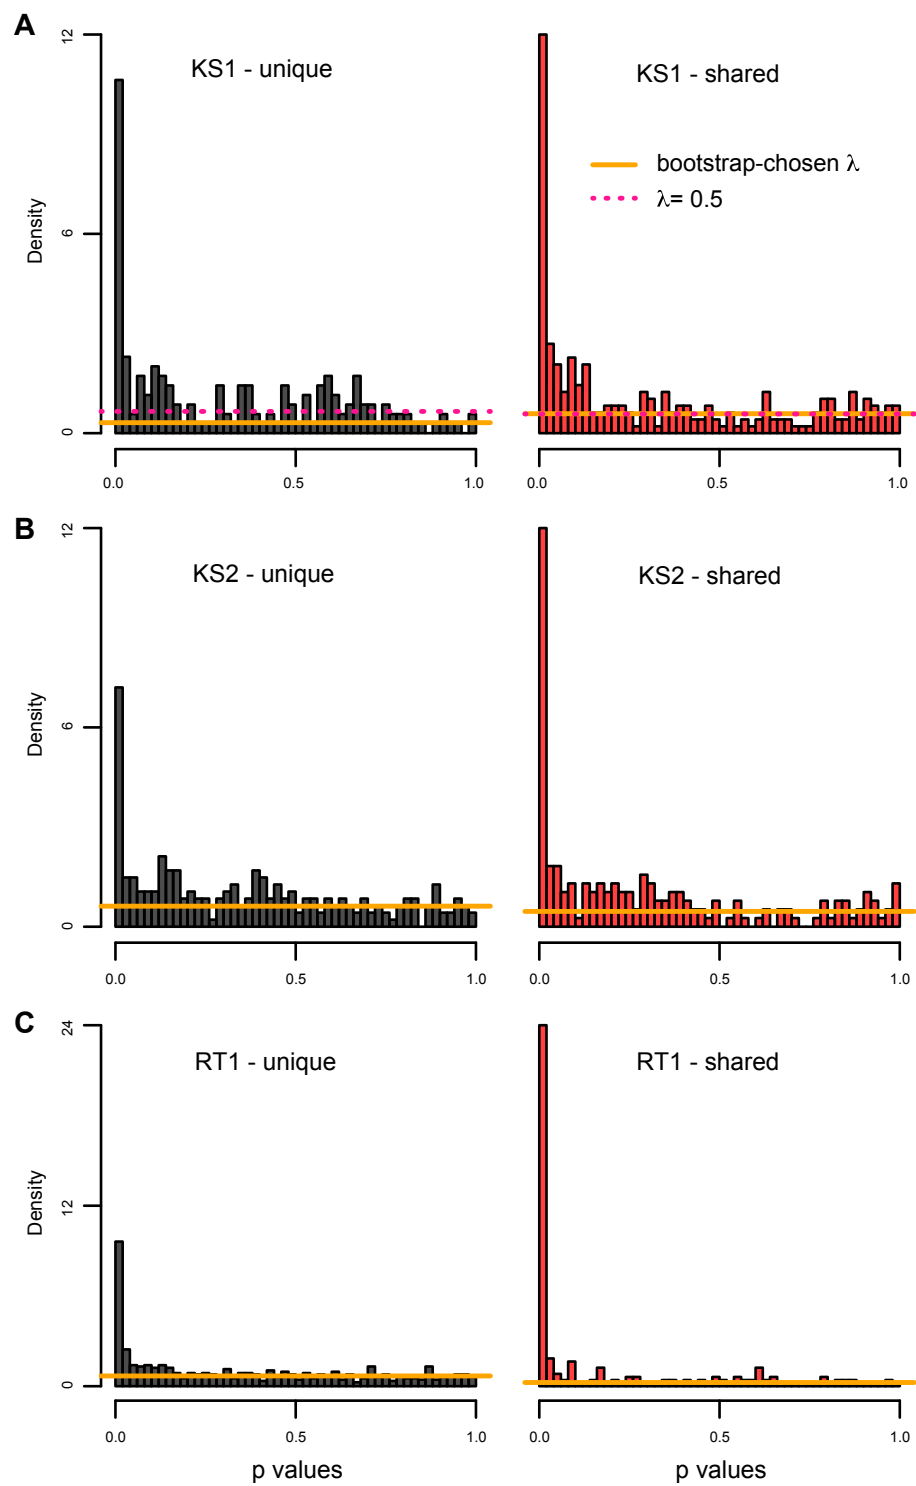 A
KS1 - unique
KS1 - shared
bootstrap-chosen λ
λ= 0.5
Density
0
6
12
0.0
0.5
1.0
0.0
0.5
1.0
B
KS2 - unique
KS2 - shared
Density
0
6
12
0.0
0.5
1.0
0.0
0.5
1.0
C
RT1 - unique
RT1 - shared
Density
0
12
24
0.0
0.5
1.0
0.0
0.5
1.0
p values
p values